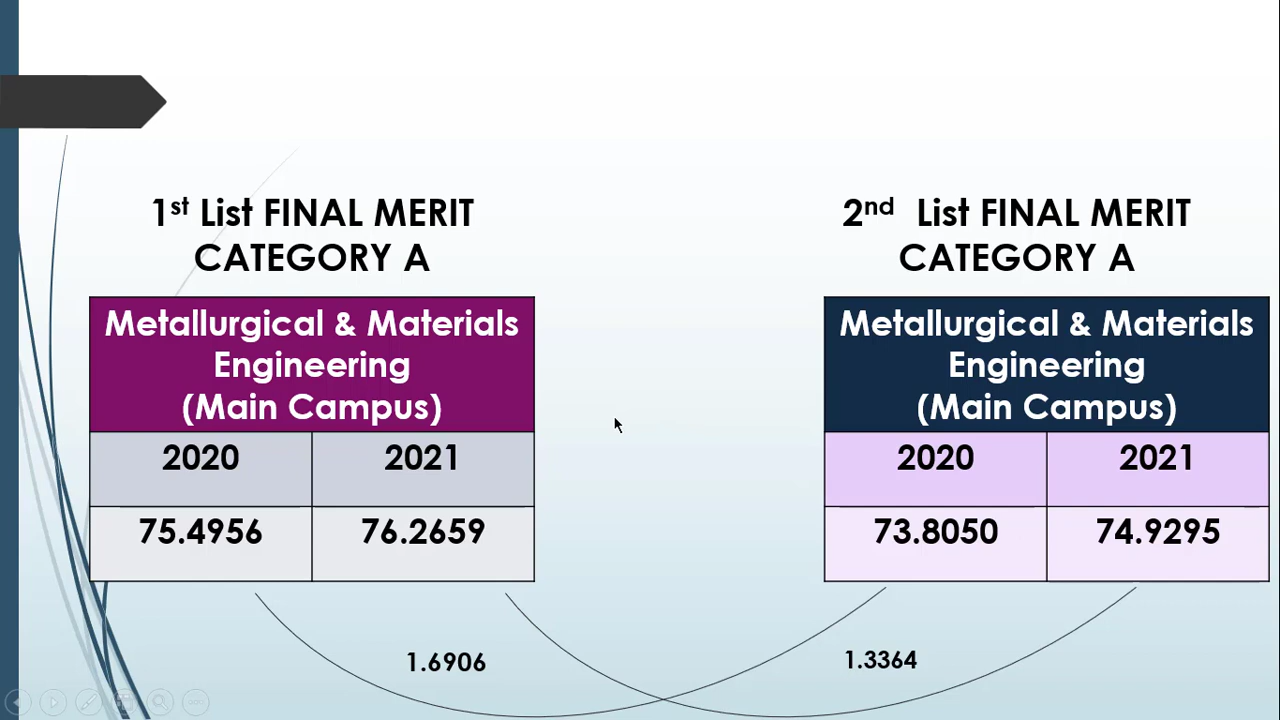 1st List FINAL MERIT
CATEGORY A
Metallurgical & Materials
Engineering
(Main Campus)
2020 2021
75.4956 76.2659
2nd List FINAL MERIT
CATEGORY A
Metallurgical & Materials
Engineering
(Main Campus)
2020 2021
73.8050 74.9295
1.6906
1.3364